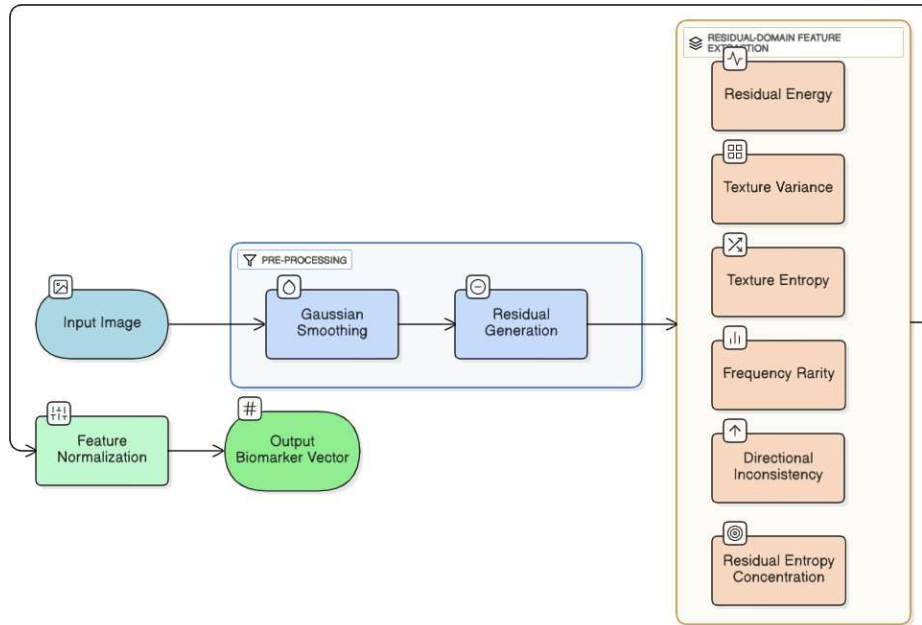 RESIDUAL-DOMAIN FEATURE
EXTRACTION
Residual Energy
Texture Variance
Texture Entropy
Frequency Rarity
Directional
Inconsistency
Residual Entropy
Concentration
PRE-PROCESSING
Input Image
Gaussian
Smoothing
Residual
Generation
Feature
Normalization
#
Output
Biomarker Vector